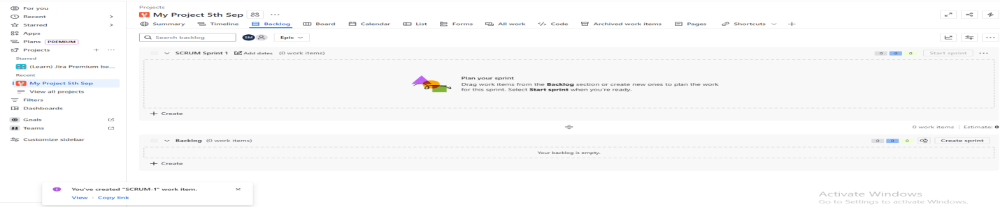 For you
Recent
Starred
Apps
Plans PREMIUM
Projects
Starred
(Learn) Jira Premium be...
Recent
My Project 5th Sep
View all projects
Filters
Dashboards
Goals
Teams
Customize sidebar
Projects
My Project 5th Sep
Summary Timeline Backlog Board Calendar List Forms All work Code Archived work items Pages Shortcuts
Search backlog SM Epic
SCRUM Sprint 1 Add dates (0 work items) 0 0 0 Start sprint
Plan your sprint
Drag work items from the Backlog section or create new ones to plan the work
for this sprint. Select Start sprint when you're ready.
Create
0 work items | Estimate: 0
Backlog (0 work items) 0 0 0 Create sprint
Your backlog is empty.
Create
You've created "SCRUM-1" work item.
View · Copy link
Activate Windows
Go to Settings to activate Windows.